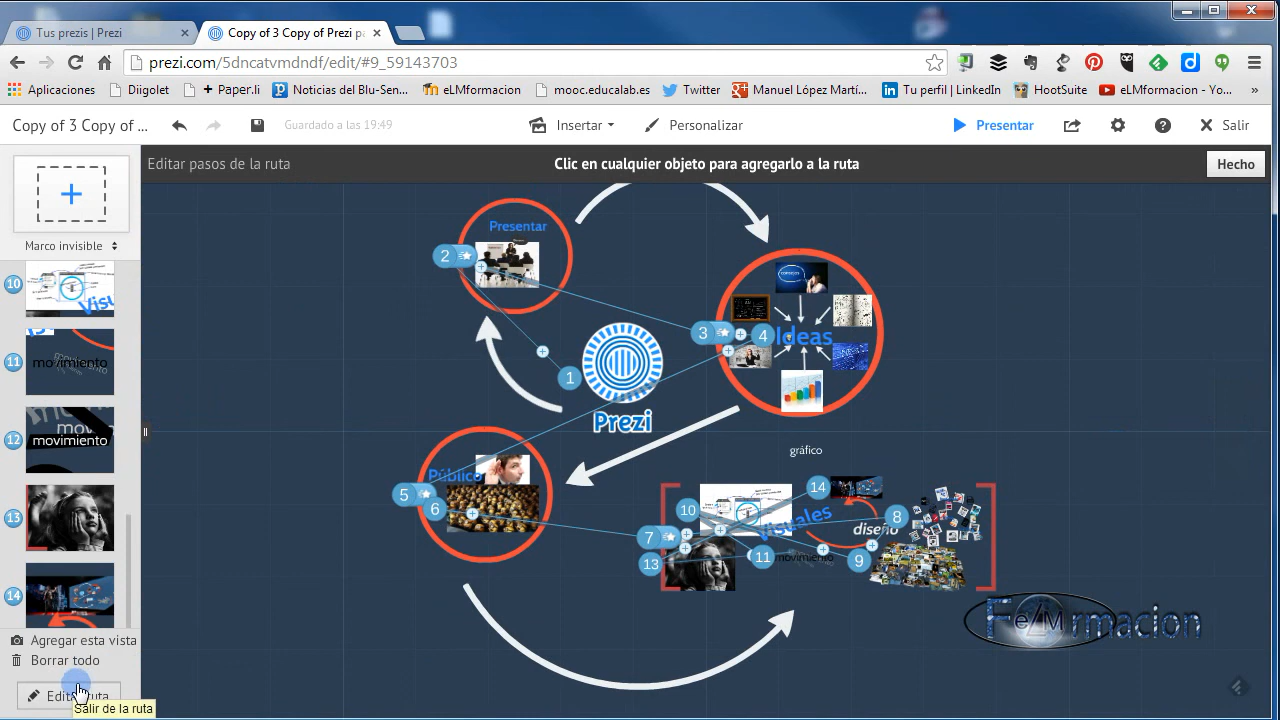 Tus prezis | Prezi
Copy of 3 Copy of Prezi pa
prezi.com/5dncatvmdndf/edit/#9_59143703
Aplicaciones
Diigolet
+ Paper.li
Noticias del Blu-Sen...
eLMformacion
mooc.educalab.es
Twitter
Manuel López Martí...
Tu perfil | LinkedIn
HootSuite
eLMformacion - Yo...
»
Copy of 3 Copy of ...
Guardado a las 19:49
Insertar
Personalizar
Presentar
Salir
Editar pasos de la ruta
Clic en cualquier objeto para agregarlo a la ruta
Hecho
Marco invisible
10
11
movimiento
12
movimiento
13
14
Agregar esta vista
Borrar todo
Salir de la ruta
Presentar
2
3
4
Ideas
1
Prezi
Público
5
6
gráfico
14
10
Visuales
8
diseño
7
11
movimiento
9
13
FeLMrmacion